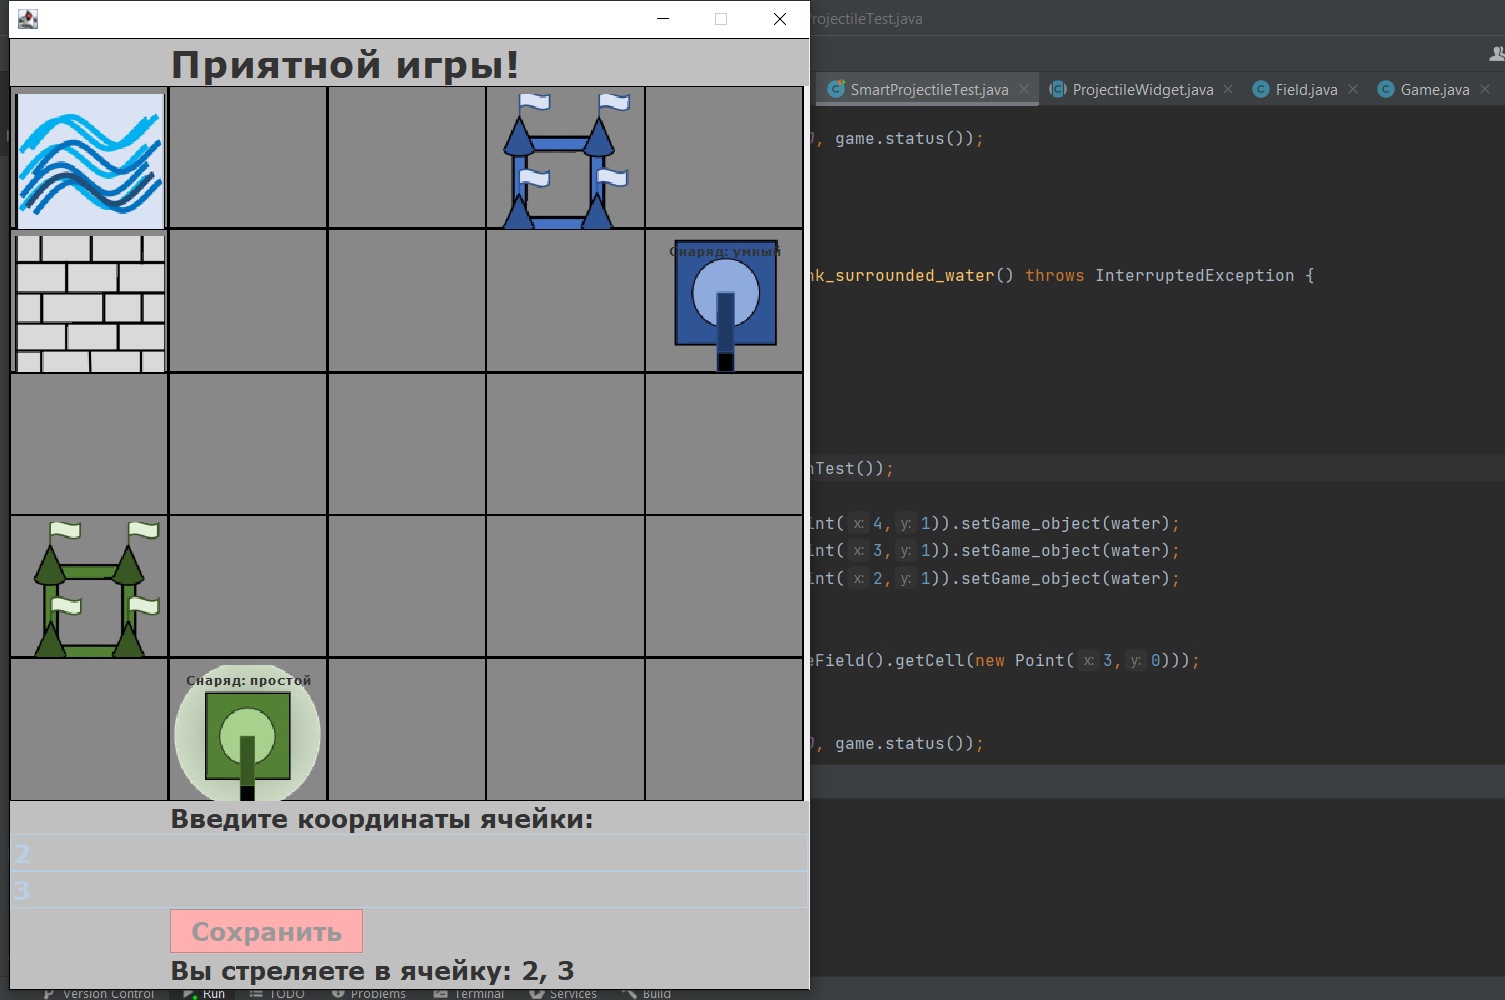 rojectileTest.java
SmartProjectileTest.java
ProjectileWidget.java
Field.java
Game.java
Приятной игры!
, game.status());
Снаряд: умный
nk_surrounded_water() throws InterruptedException {
nTest());
int( x: 4, y: 1)).setGame_object(water);
int( x: 3, y: 1)).setGame_object(water);
int( x: 2, y: 1)).setGame_object(water);
eField().getCell(new Point( x: 3, y: 0)));
Снаряд: простой
, game.status());
Введите координаты ячейки:
2
3
Сохранить
Вы стреляете в ячейку: 2, 3
Version Control
Run
TODO
Problems
Terminal
Services
Build